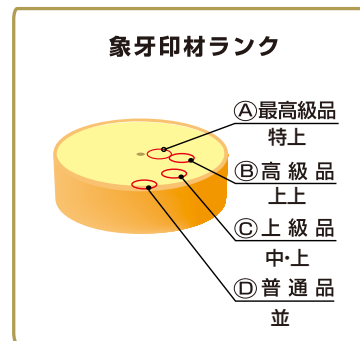 象牙印材ランク
Ⓐ最高級品
特上
Ⓑ高級品
上上
Ⓒ上級品
中・上
Ⓓ普通品
並